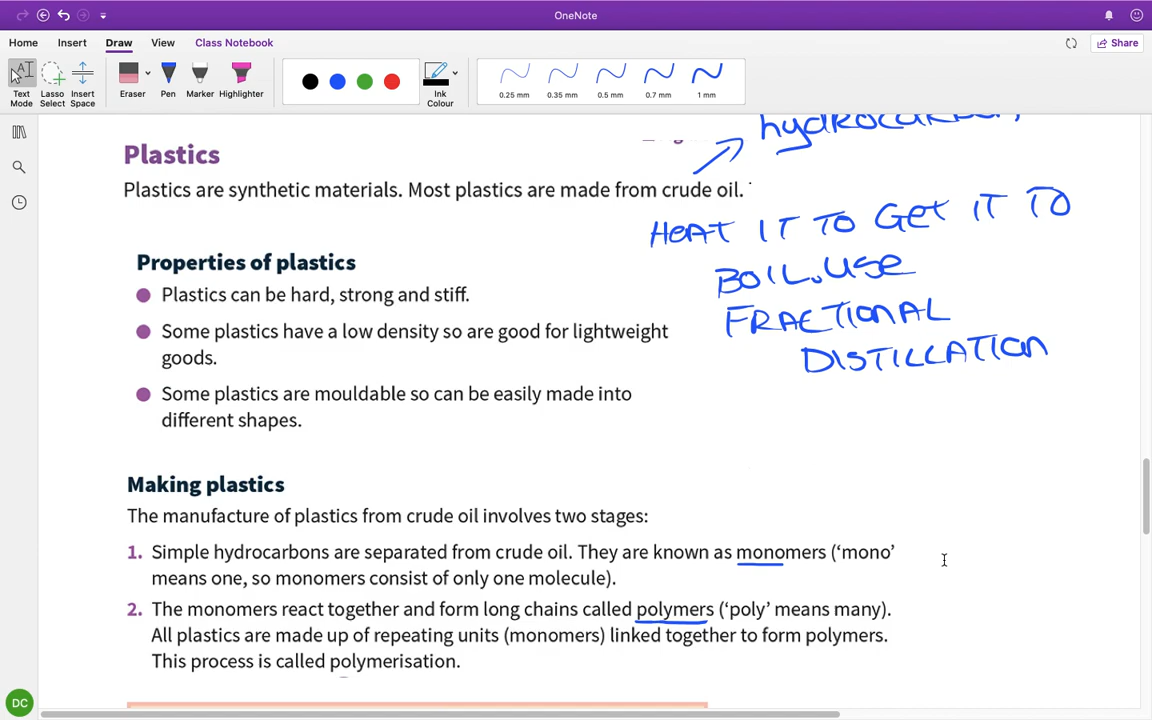 OneNote
Home Insert Draw View Class Notebook
Share
Text Mode
Lasso Select
Insert Space
Eraser
Pen
Marker
Highlighter
Ink Colour
0.25 mm
0.35 mm
0.5 mm
0.7 mm
1 mm
hydrocarbon
Plastics
Plastics are synthetic materials. Most plastics are made from crude oil.
HEAT IT TO GET IT TO
BOIL. USE
FRACTIONAL
DISTILLATION
Properties of plastics
Plastics can be hard, strong and stiff.
Some plastics have a low density so are good for lightweight
goods.
Some plastics are mouldable so can be easily made into
different shapes.
Making plastics
The manufacture of plastics from crude oil involves two stages:
1. Simple hydrocarbons are separated from crude oil. They are known as monomers (‘mono’
means one, so monomers consist of only one molecule).
2. The monomers react together and form long chains called polymers (‘poly’ means many).
All plastics are made up of repeating units (monomers) linked together to form polymers.
This process is called polymerisation.
DC